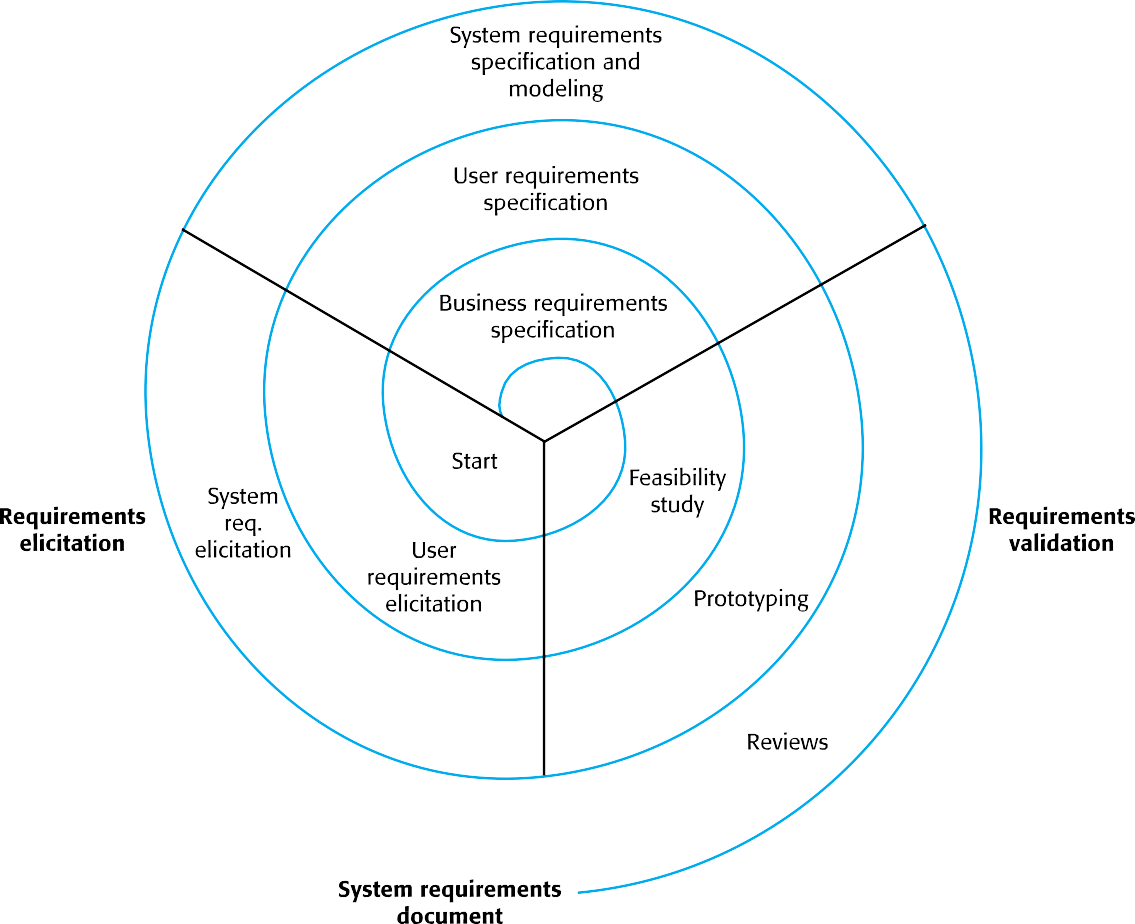 System requirements
specification and
modeling
User requirements
specification
Business requirements
specification
Start
Feasibility
study
System
req.
elicitation
User
requirements
elicitation
Requirements
elicitation
Requirements
validation
Prototyping
Reviews
System requirements
document